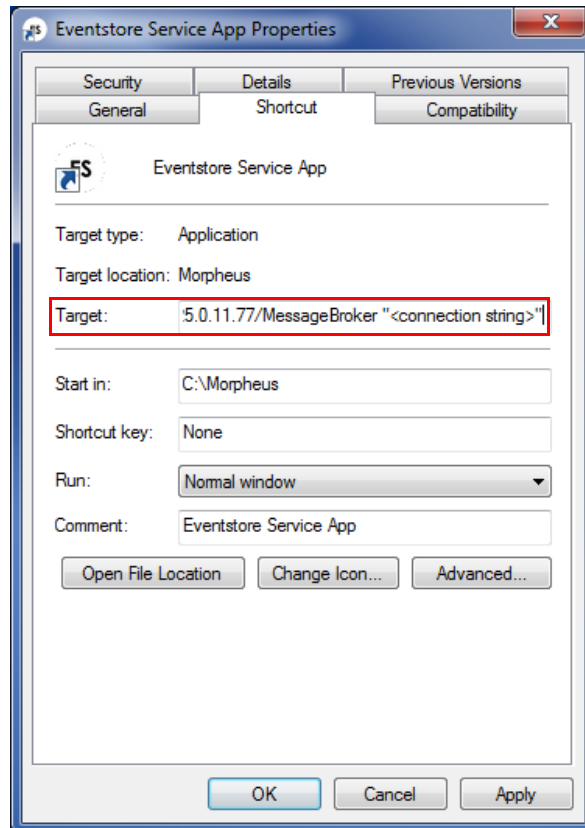 Eventstore Service App Properties
Security Details Previous Versions
General Shortcut Compatibility
Eventstore Service App
Target type: Application
Target location: Morpheus
Target: 5.0.11.77/MessageBroker "<connection string>"
Start in: C:\Morpheus
Shortcut key: None
Run: Normal window
Comment: Eventstore Service App
Open File Location Change Icon... Advanced...
OK Cancel Apply